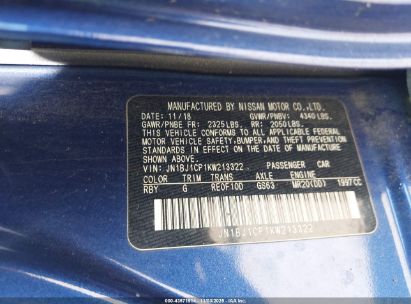 MANUFACTURED BY NISSAN MOTOR CO., LTD.
DATE: 11/18 GVWR/PNBV: 4340 LBS.
GAWR/PNBE FR: 2325 LBS. RR: 2050 LBS.
THIS VEHICLE CONFORMS TO ALL APPLICABLE FEDERAL
MOTOR VEHICLE SAFETY, BUMPER, AND THEFT PREVENTION
STANDARDS IN EFFECT ON THE DATE OF MANUFACTURE
SHOWN ABOVE.
VIN: JN1BJ1CP1KW213322 PASSENGER CAR
COLOR TRIM TRANS AXLE ENGINE
RBY G RE0F10D GS63 MR20(DD) 1997CC
JN1BJ1CP1KW213322